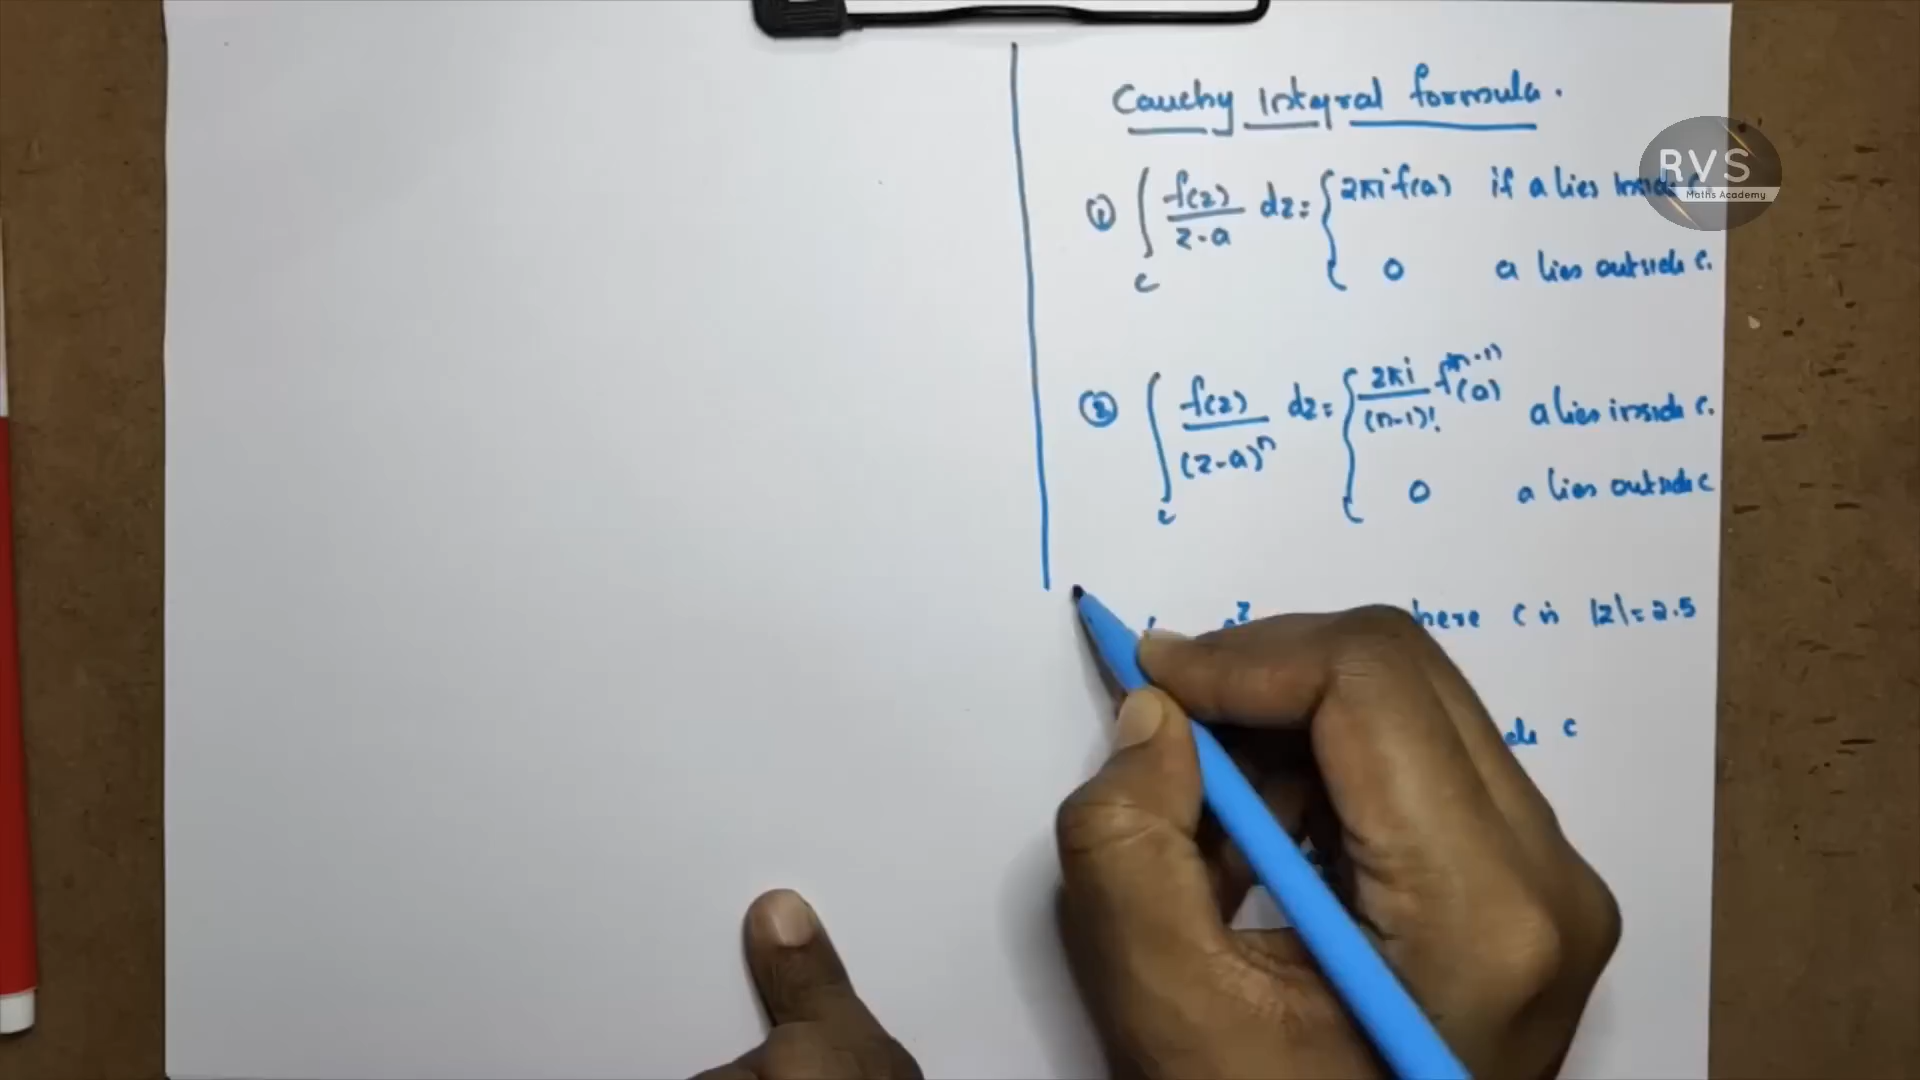 Cauchy Integral formula.
RVS
Maths Academy
① ∫_c f(z)/(z-a) dz = { 2πi f(a) if a lies inside c.
0 a lies outside c.
② ∫_c f(z)/(z-a)^n dz = { 2πi/(n-1)! f^(n-1)(a) a lies inside c.
0 a lies outside c
c is |z| = 2.5
c